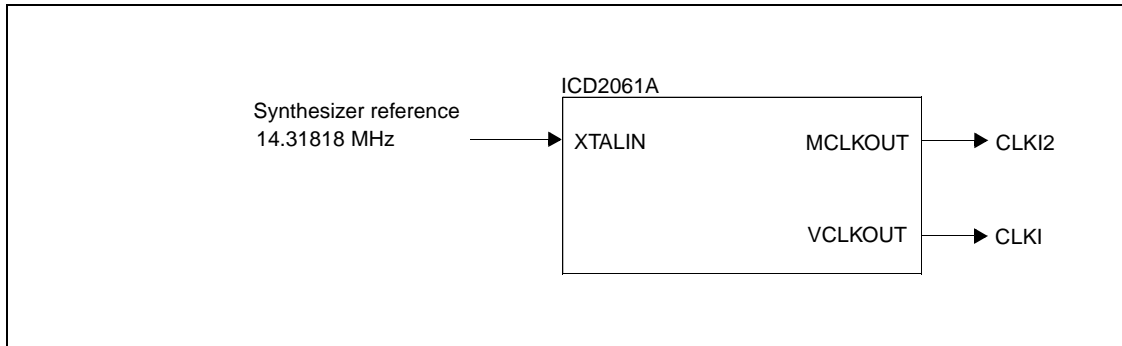 ICD2061A
Synthesizer reference
14.31818 MHz
XTALIN
MCLKOUT
CLKI2
VCLKOUT
CLKI